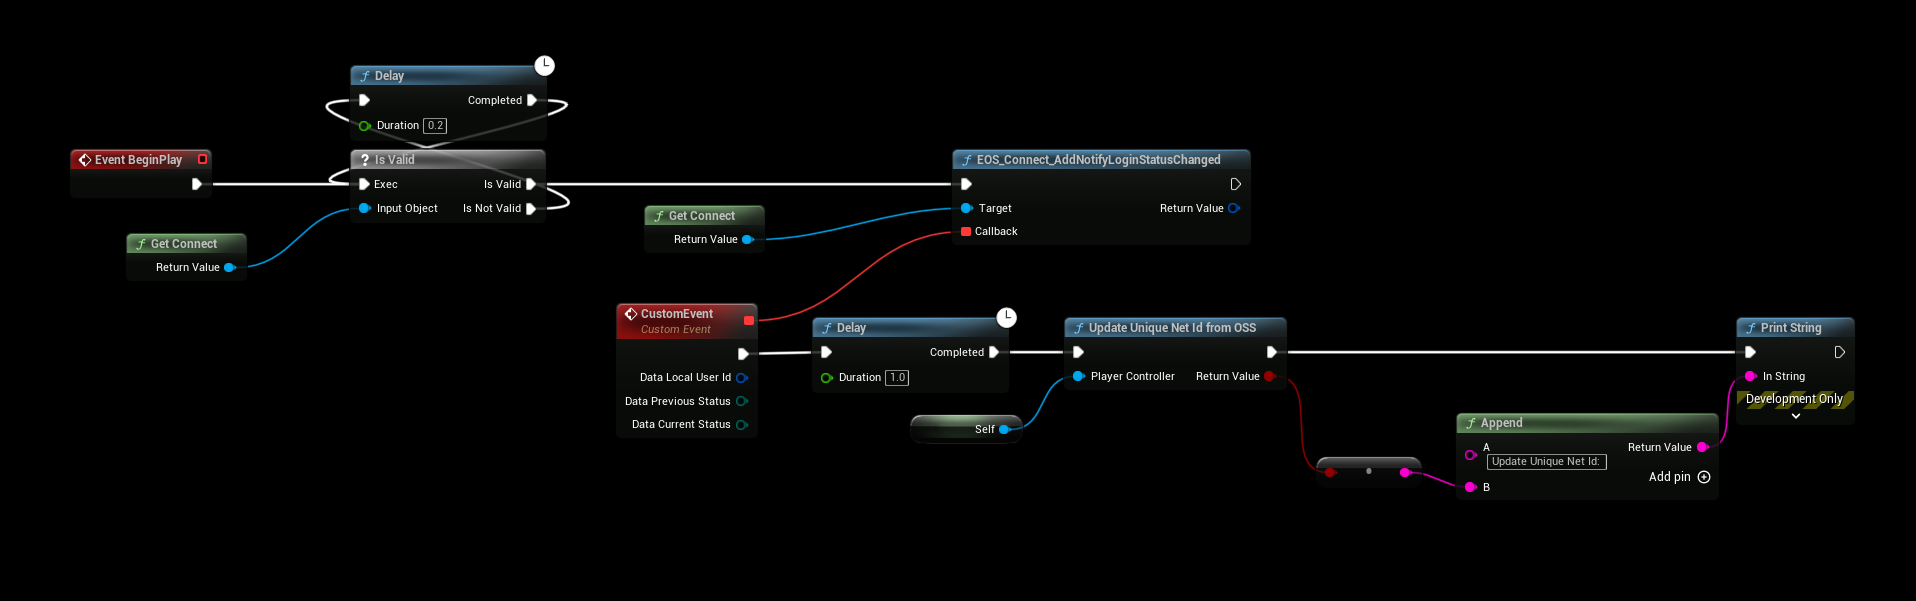 Delay
Completed
Duration 0.2
Event BeginPlay
? Is Valid
Exec
Is Valid
Input Object
Is Not Valid
Get Connect
Return Value
Get Connect
Return Value
EOS_Connect_AddNotifyLoginStatusChanged
Target
Return Value
Callback
CustomEvent
Custom Event
Data Local User Id
Data Previous Status
Data Current Status
Delay
Completed
Duration 1.0
Update Unique Net Id from OSS
Player Controller
Return Value
Self
Append
A
Update Unique Net Id:
Return Value
Add pin
B
Print String
In String
Development Only